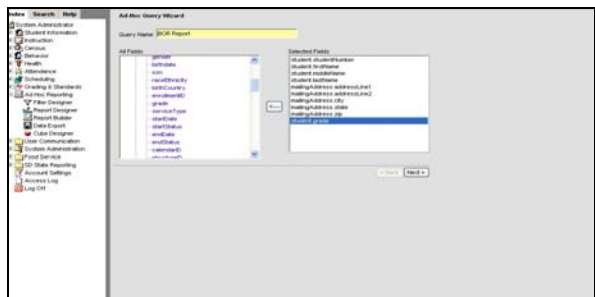 Index Search Help
System Administrator
Student Information
Instruction
Census
Behavior
Health
Attendance
Scheduling
Grading & Standards
Ad Hoc Reporting
Filter Designer
Report Designer
Report Builder
Data Export
Cube Designer
User Communication
System Administration
Food Service
SD State Reporting
Account Settings
Access Log
Log Off
Ad-Hoc Query Wizard
Query Name: BOR Report
All Fields
gender
birthdate
ssn
raceEthnicity
birthCountry
enrollmentID
grade
serviceType
startDate
startStatus
endDate
endStatus
calendarID
structureID
<--
Selected Fields
student.studentNumber
student.firstName
student.middleName
student.lastName
mailingAddress.addressLine1
mailingAddress.addressLine2
mailingAddress.city
mailingAddress.state
mailingAddress.zip
student.grade
< Back Next >